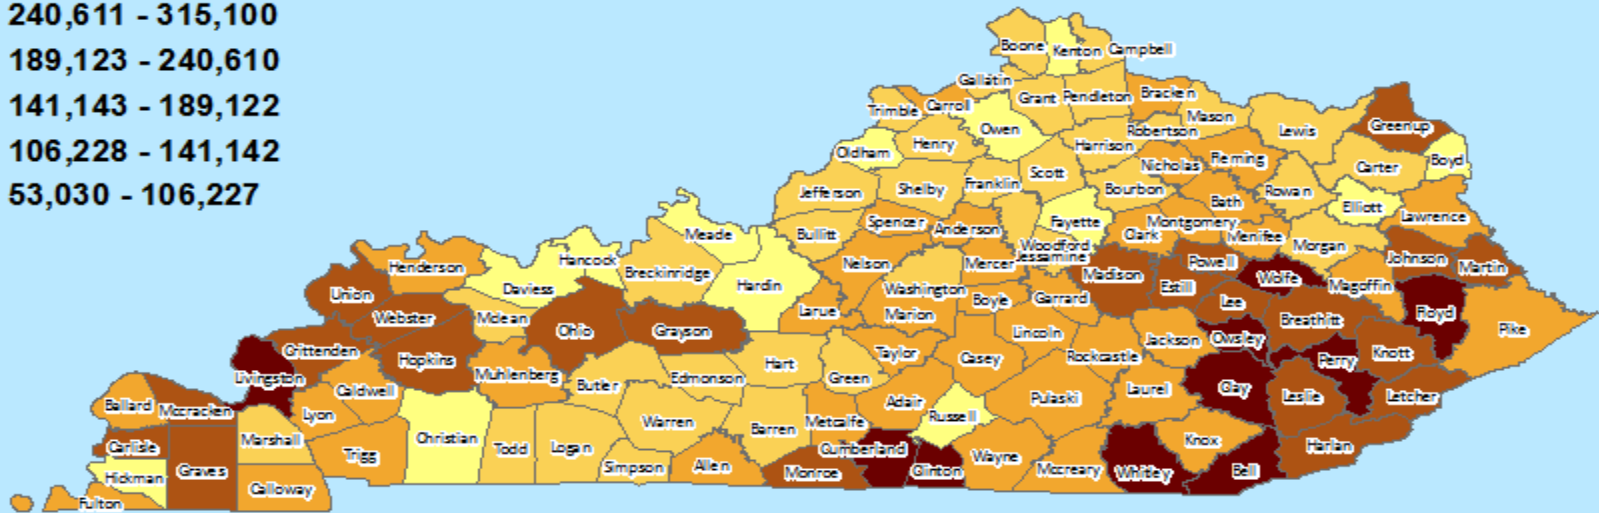 240,611 - 315,100
189,123 - 240,610
141,143 - 189,122
106,228 - 141,142
53,030 - 106,227
Boone Kenton Campbell
Gallatin
Grant Pendleton Bracken
Trimble Carroll
Mason
Owen
Robertson
Lewis
Greenup
Henry
Harrison
Oldham
Nicholas Fleming
Carter
Boyd
Scott
Jefferson
Shelby
Franklin
Bourbon
Rowan
Bath
Elliott
Lawrence
Spencer
Anderson
Fayette
Montgomery
Clark
Menifee
Bullitt
Meade
Woodford
Morgan
Jessamine
Hancock
Breckinridge
Henderson
Nelson
Mercer
Madison
Powell
Wolfe
Johnson
Martin
Daviess
Hardin
Washington
Estill
Magoffin
Union
Boyle
Garrard
Lee
Larue
Marion
Webster
Mclean
Ohio
Grayson
Lincoln
Jackson
Owsley
Breathitt
Floyd
Pike
Crittenden
Hopkins
Taylor
Casey
Rockcastle
Perry
Knott
Livingston
Muhlenberg
Butler
Edmonson
Hart
Green
Caldwell
Laurel
Clay
Leslie
Letcher
Ballard
Mccracken
Lyon
Adair
Russell
Pulaski
Warren
Barren
Metcalfe
Carlisle
Marshall
Christian
Todd
Logan
Knox
Harlan
Cumberland
Trigg
Simpson
Allen
Monroe
Clinton
Wayne
Mccreary
Whitley
Bell
Hickman
Graves
Calloway
Fulton